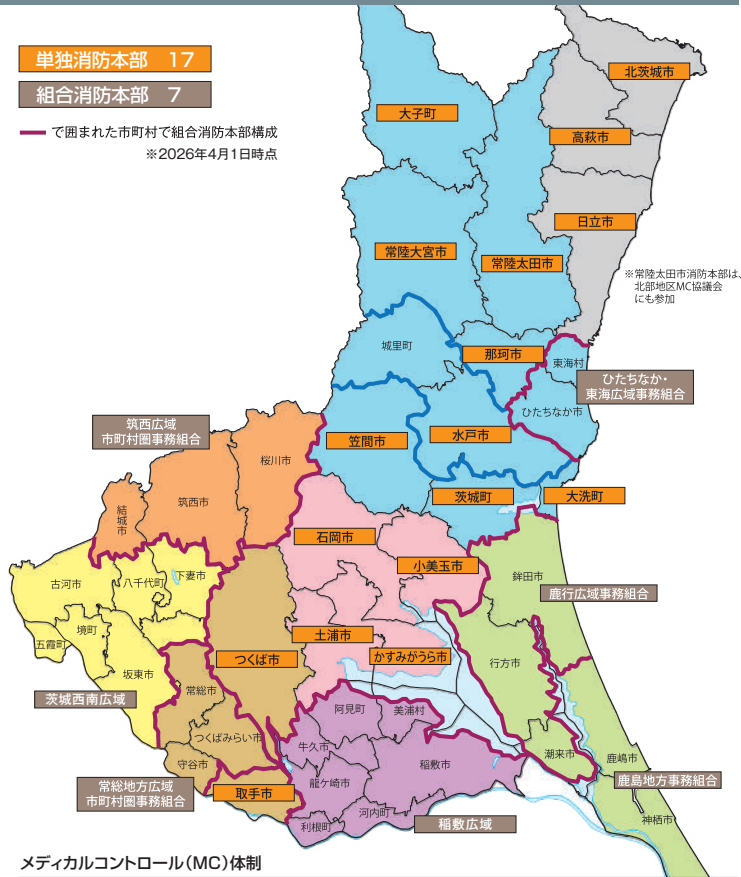 単独消防本部 17
組合消防本部 7
で囲まれた市町村で組合消防本部構成
※2026年4月1日時点
北茨城市
大子町
高萩市
日立市
常陸大宮市
常陸太田市
※常陸太田市消防本部は、
北部地区MC協議会
にも参加
城里町
那珂市
東海村
ひたちなか・
東海広域事務組合
ひたちなか市
筑西広域
市町村圏事務組合
笠間市
水戸市
桜川市
筑西市
茨城町
大洗町
結城市
石岡市
小美玉市
古河市
八千代町
下妻市
鉾田市
鹿行広域事務組合
境町
五霞町
土浦市
かすみがうら市
つくば市
行方市
坂東市
茨城西南広域
常総市
阿見町
美浦村
つくばみらい市
牛久市
稲敷市
潮来市
鹿嶋市
守谷市
龍ケ崎市
鹿島地方事務組合
常総地方広域
市町村圏事務組合
取手市
河内町
利根町
稲敷広域
神栖市
メディカルコントロール(MC)体制